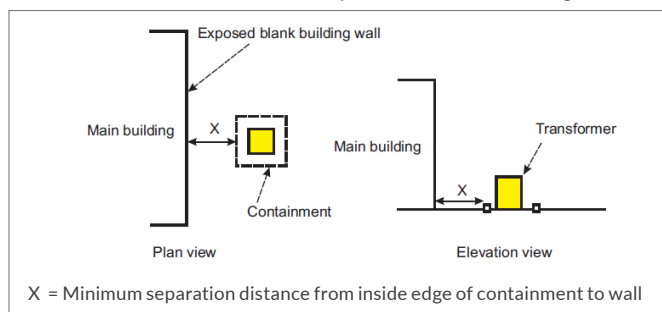 Exposed blank building wall
Main building
X
Containment
Plan view
Main building
Transformer
X
Elevation view
X = Minimum separation distance from inside edge of containment to wall